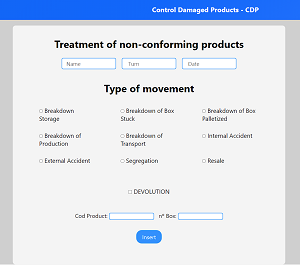 Control Damaged Products - CDP
Treatment of non-conforming products
Name Turn Date
Type of movement
Breakdown Storage
Breakdown of Box Stuck
Breakdown of Box Palletized
Breakdown of Production
Breakdown of Transport
Internal Accident
External Accident
Segregation
Resale
DEVOLUTION
Cod Product: nº Box:
Insert